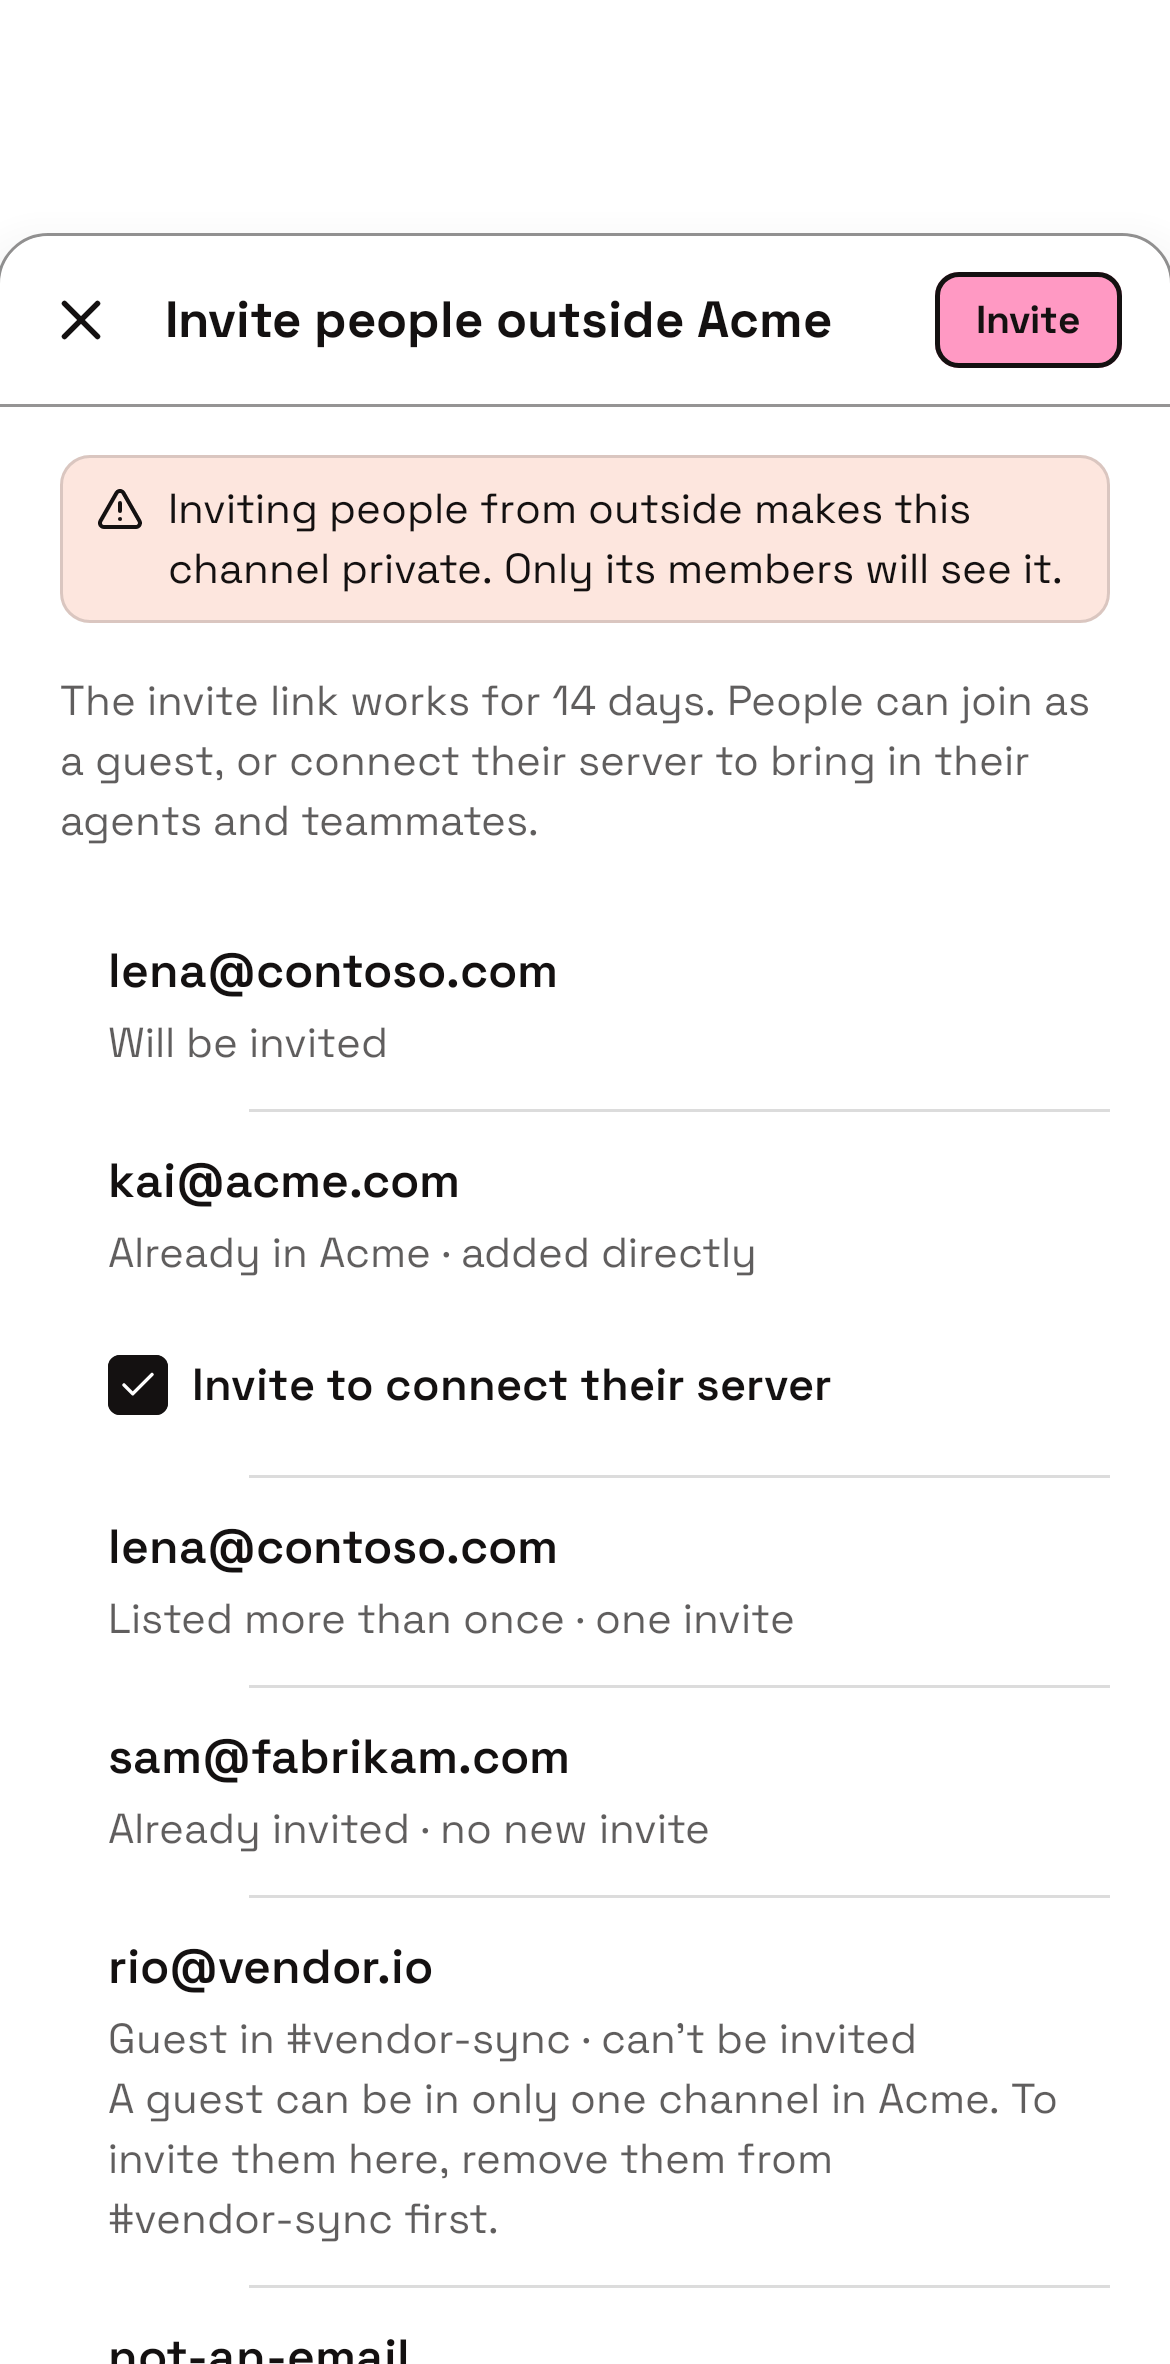 Invite people outside Acme
Invite
Inviting people from outside makes this
channel private. Only its members will see it.
The invite link works for 14 days. People can join as
a guest, or connect their server to bring in their
agents and teammates.
lena@contoso.com
Will be invited
kai@acme.com
Already in Acme · added directly
Invite to connect their server
lena@contoso.com
Listed more than once · one invite
sam@fabrikam.com
Already invited · no new invite
rio@vendor.io
Guest in #vendor-sync · can’t be invited
A guest can be in only one channel in Acme. To
invite them here, remove them from
#vendor-sync first.
not-an-email